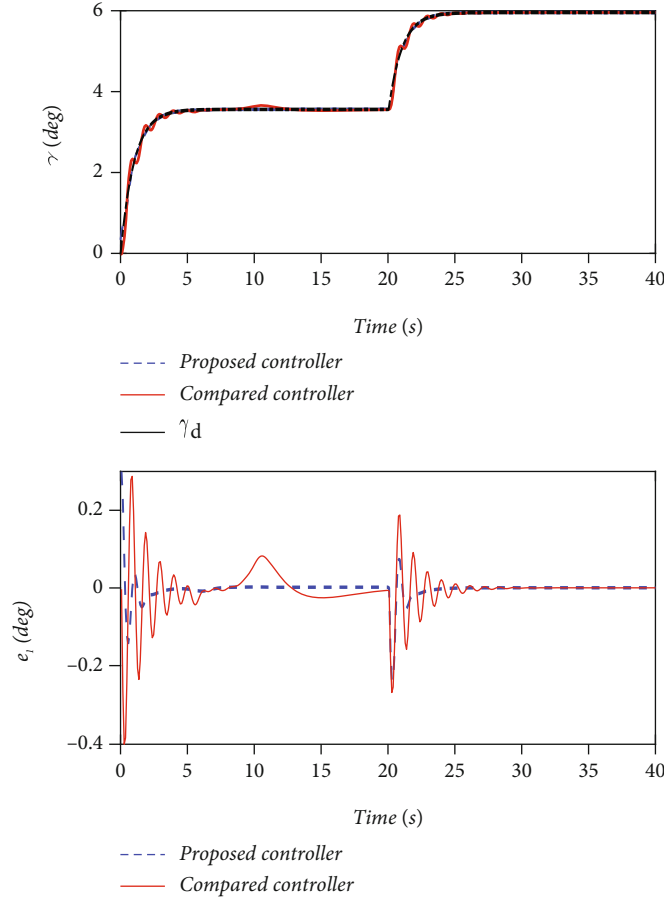 6
4
2
0
γ (deg)
0 5 10 15 20 25 30 35 40
Time (s)
Proposed controller
Compared controller
γd
0.2
0
–0.2
–0.4
e₁ (deg)
0 5 10 15 20 25 30 35 40
Time (s)
Proposed controller
Compared controller